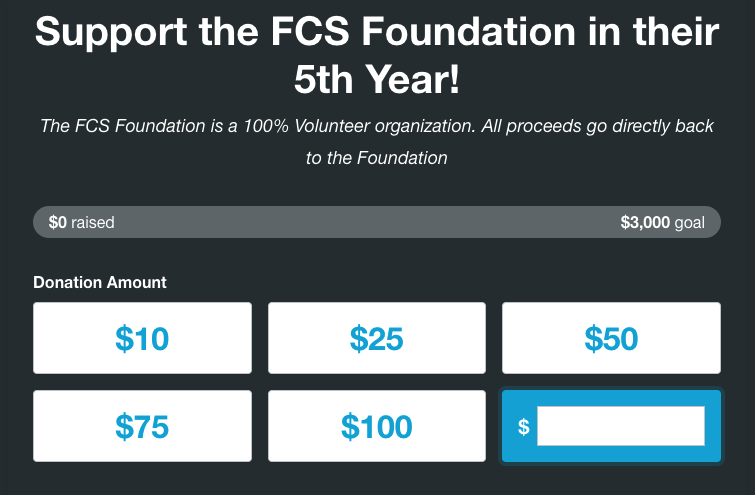 Support the FCS Foundation in their
5th Year!
The FCS Foundation is a 100% Volunteer organization. All proceeds go directly back
to the Foundation
$0 raised $3,000 goal
Donation Amount
$10 $25 $50
$75 $100 $